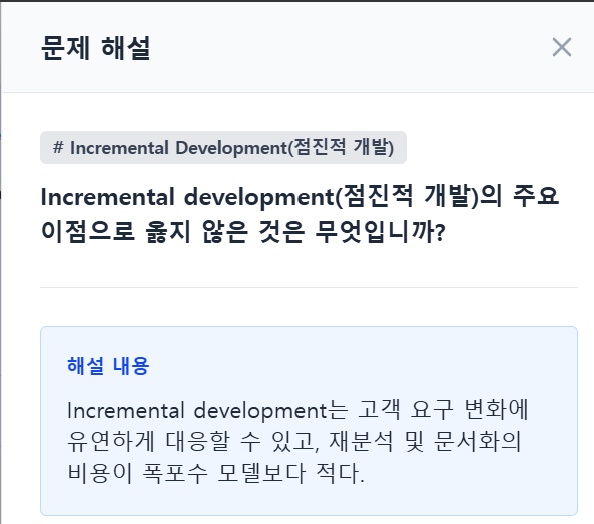 문제 해설
# Incremental Development(점진적 개발)
Incremental development(점진적 개발)의 주요
이점으로 옳지 않은 것은 무엇입니까?
해설 내용
Incremental development는 고객 요구 변화에
유연하게 대응할 수 있고, 재분석 및 문서화의
비용이 폭포수 모델보다 적다.